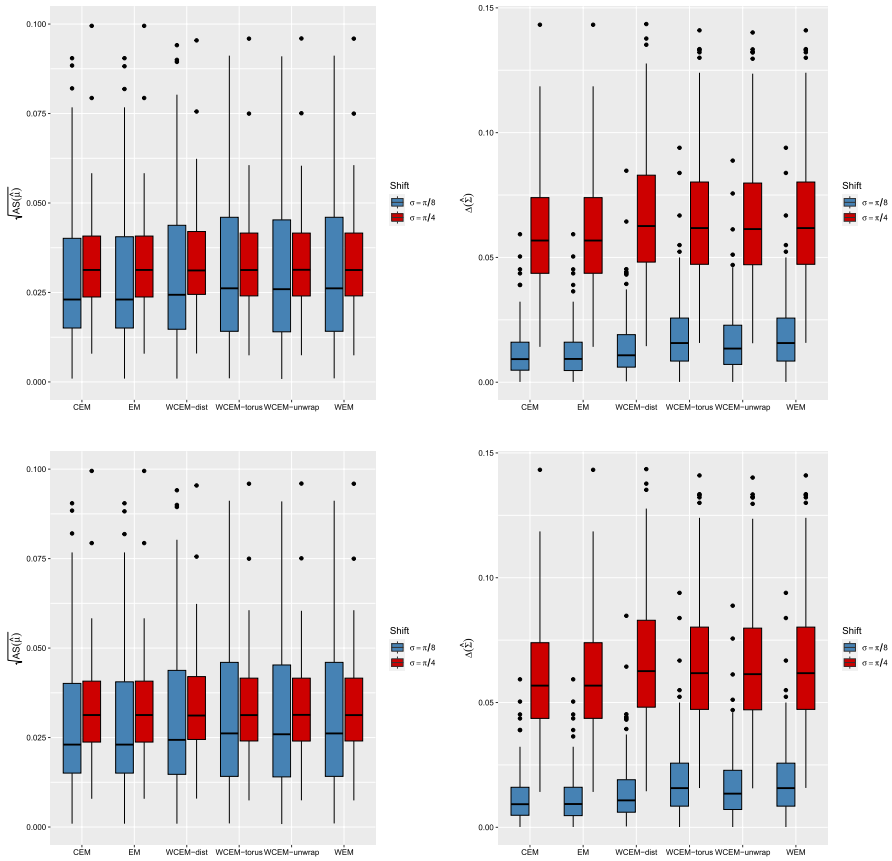 0.100
0.075
0.050
0.025
0.000
√AS(μ̂)
CEM EM WCEM−dist WCEM−torus WCEM−unwrap WEM
Shift
σ = π/8
σ = π/4
0.15
0.10
0.05
0.00
Δ(Σ̂)
CEM EM WCEM−dist WCEM−torus WCEM−unwrap WEM
Shift
σ = π/8
σ = π/4
0.100
0.075
0.050
0.025
0.000
√AS(μ̂)
CEM EM WCEM−dist WCEM−torus WCEM−unwrap WEM
Shift
σ = π/8
σ = π/4
0.15
0.10
0.05
0.00
Δ(Σ̂)
CEM EM WCEM−dist WCEM−torus WCEM−unwrap WEM
Shift
σ = π/8
σ = π/4